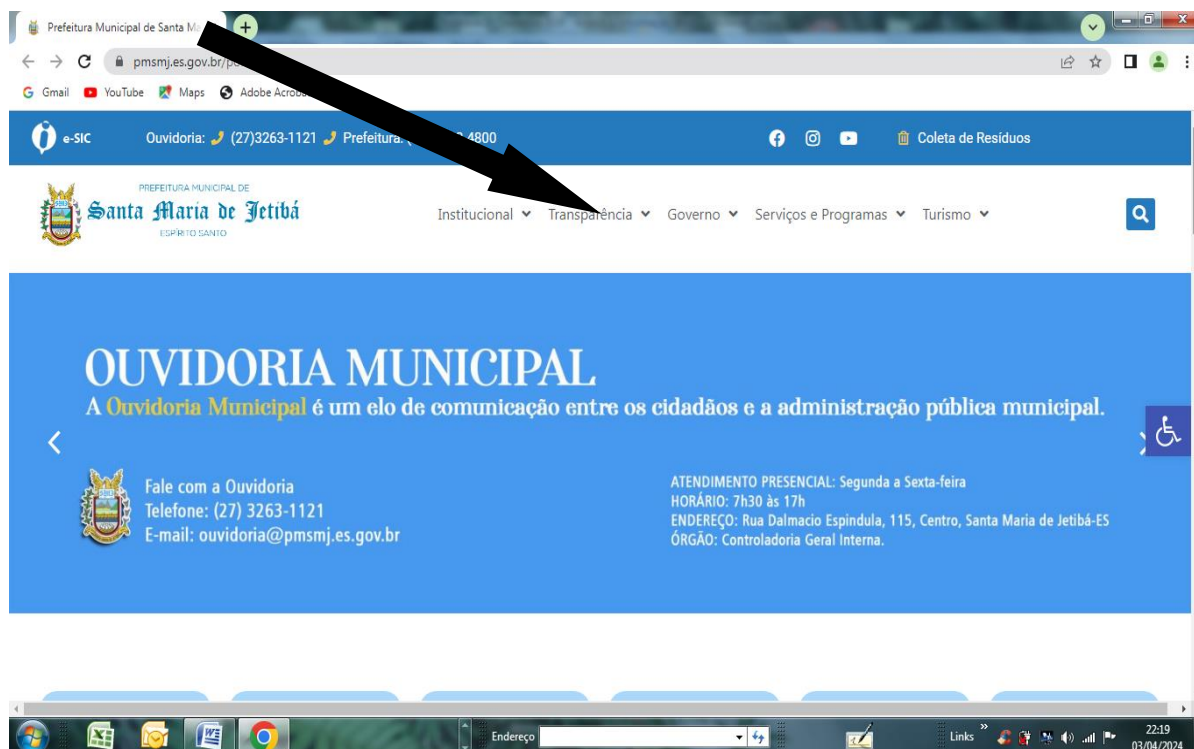 Prefeitura Municipal de Santa Ma
pmsmj.es.gov.br/
Gmail YouTube Maps Adobe Acrobat
e-SIC Ouvidoria: (27)3263-1121 Prefeitura: 4800 Coleta de Resíduos
PREFEITURA MUNICIPAL DE
Santa Maria de Jetibá
ESPÍRITO SANTO
Institucional Transparência Governo Serviços e Programas Turismo
OUVIDORIA MUNICIPAL
A Ouvidoria Municipal é um elo de comunicação entre os cidadãos e a administração pública municipal.
Fale com a Ouvidoria
Telefone: (27) 3263-1121
E-mail: ouvidoria@pmsmj.es.gov.br
ATENDIMENTO PRESENCIAL: Segunda a Sexta-feira
HORÁRIO: 7h30 às 17h
ENDEREÇO: Rua Dalmacio Espindula, 115, Centro, Santa Maria de Jetibá-ES
ÓRGÃO: Controladoria Geral Interna.
Endereço Links 22:19
03/04/2024